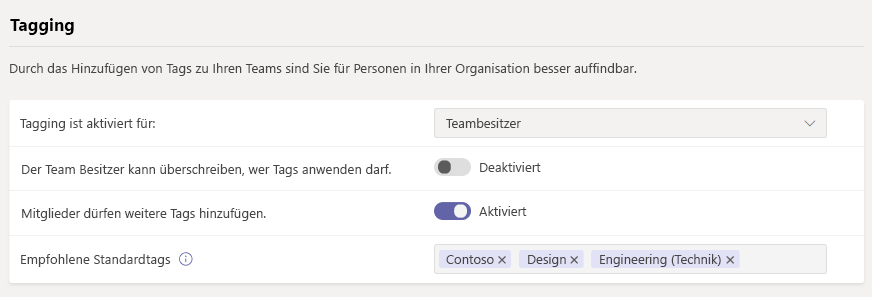 Tagging
Durch das Hinzufügen von Tags zu Ihren Teams sind Sie für Personen in Ihrer Organisation besser auffindbar.
Tagging ist aktiviert für: Teambesitzer
Der Team Besitzer kann überschreiben, wer Tags anwenden darf. Deaktiviert
Mitglieder dürfen weitere Tags hinzufügen. Aktiviert
Empfohlene Standardtags Contoso Design Engineering (Technik)